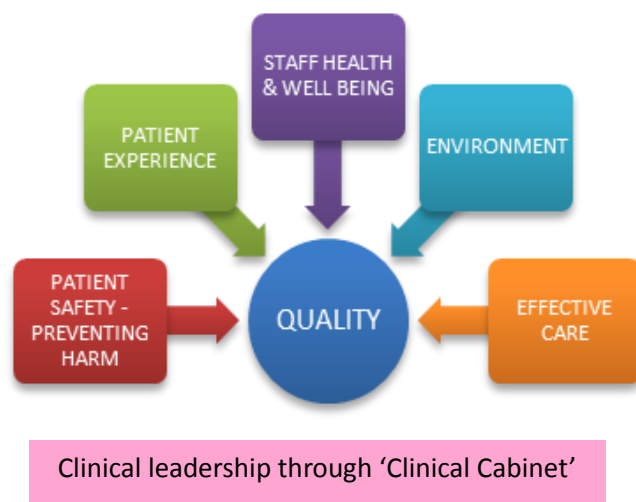 STAFF HEALTH
& WELL BEING
PATIENT
EXPERIENCE
ENVIRONMENT
PATIENT
SAFETY -
PREVENTING
HARM
QUALITY
EFFECTIVE
CARE
Clinical leadership through ‘Clinical Cabinet’